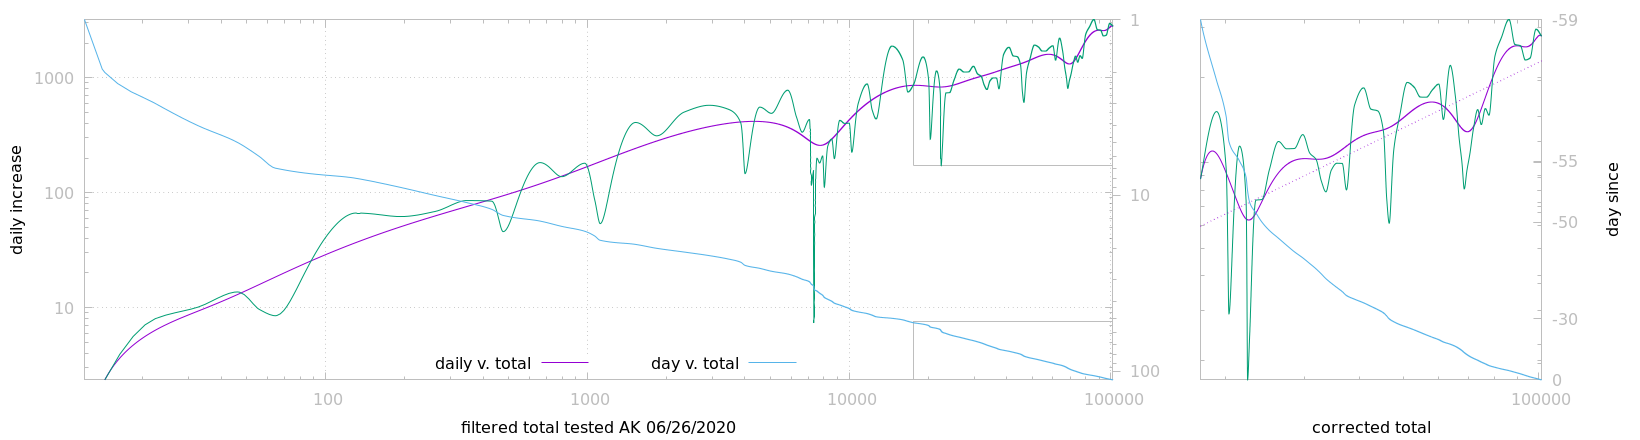 daily increase
1000
100
10
100
1000
10000
100000
1
10
100
daily v. total
day v. total
filtered total tested AK 06/26/2020
-59
-55
-50
-30
0
day since
100000
corrected total